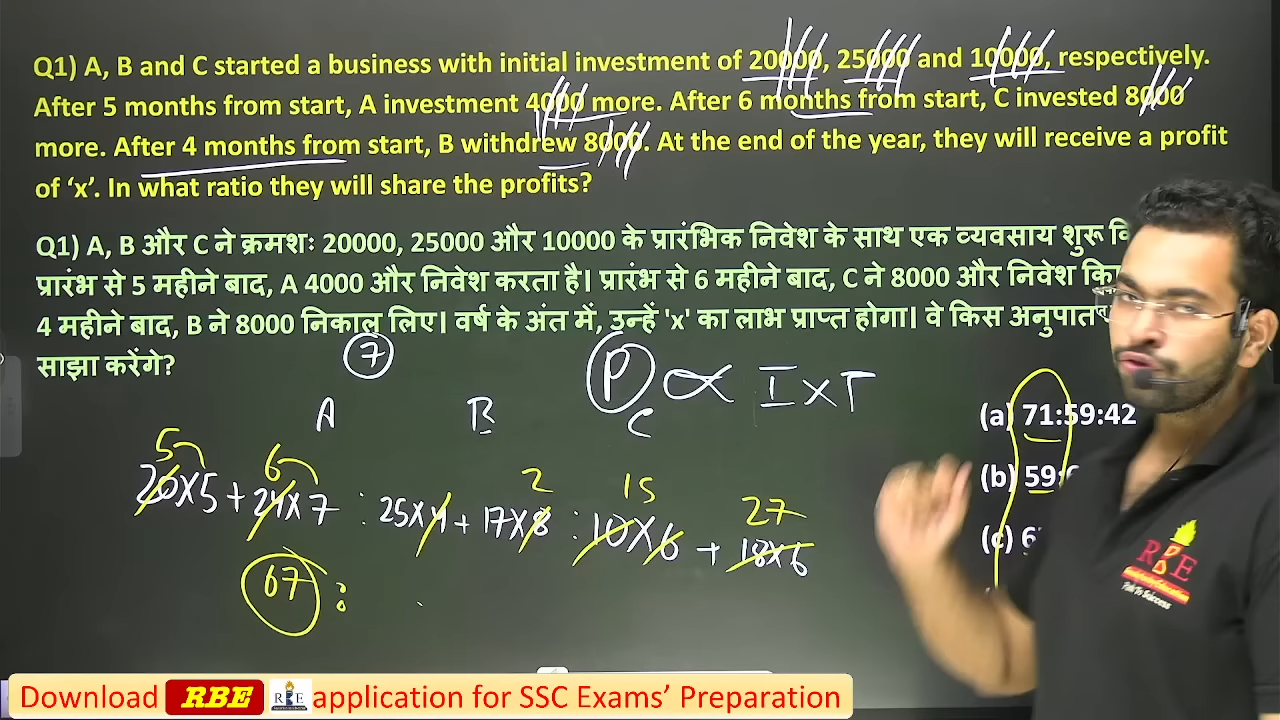 Q1) A, B and C started a business with initial investment of 20000, 25000 and 10000, respectively.
After 5 months from start, A investment 4000 more. After 6 months from start, C invested 8000
more. After 4 months from start, B withdrew 8000. At the end of the year, they will receive a profit
of ‘x’. In what ratio they will share the profits?
Q1) A, B और C ने क्रमशः 20000, 25000 और 10000 के प्रारंभिक निवेश के साथ एक व्यवसाय शुरू
प्रारंभ से 5 महीने बाद, A 4000 और निवेश करता है। प्रारंभ से 6 महीने बाद, C ने 8000 और निवेश
4 महीने बाद, B ने 8000 निकाल लिए। वर्ष के अंत में, उन्हें 'x' का लाभ प्राप्त होगा। वे किस अनुपात
साझा करेंगे?
7
P ∝ I×T
A B C
(a) 71:59:42
(b) 59:
(c) 6
5 6 2 15 27
20×5 + 24×7 : 25×4 + 17×8 : 10×6 + 18×6
67 :
RBE
Path To Success
Download RBE RBE application for SSC Exams’ Preparation